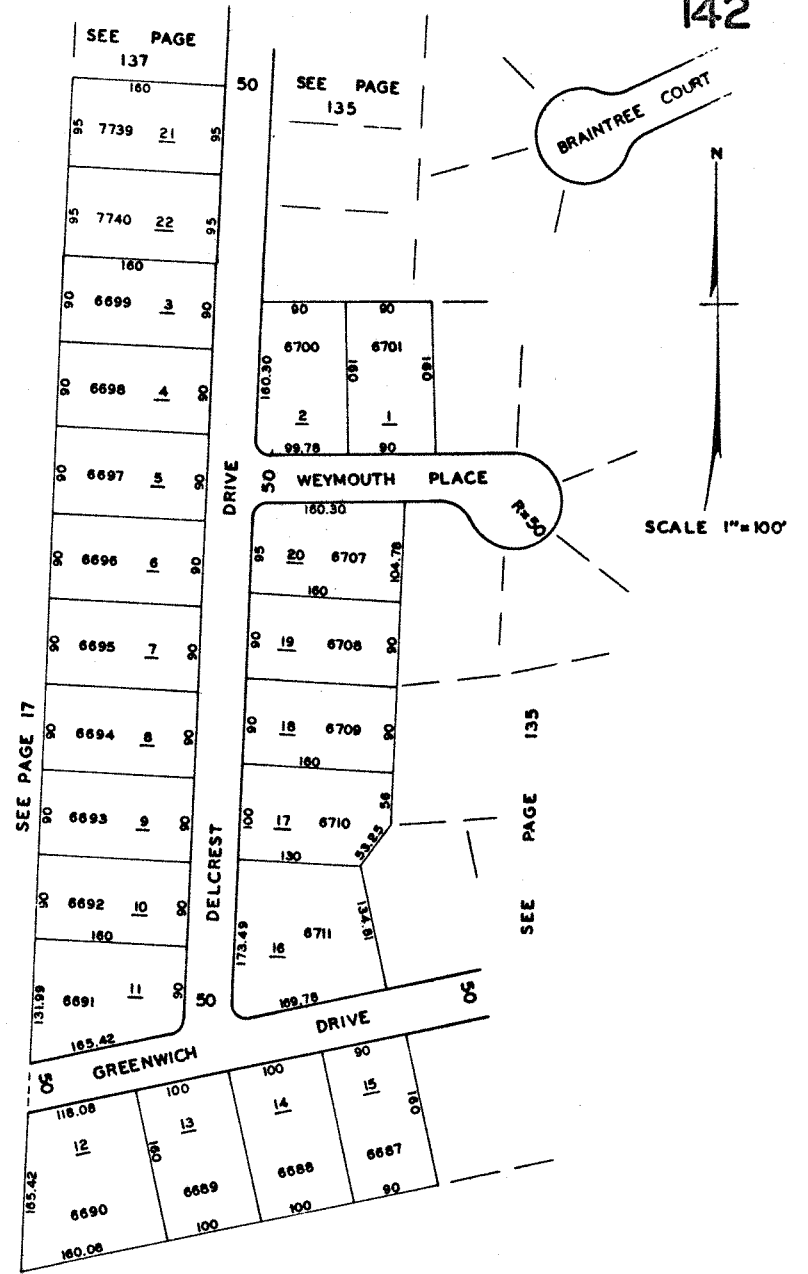 142
SEE PAGE
137
SEE PAGE
135
BRAINTREE COURT
N
SCALE 1"=100'
50
160
95 7739 21 95
95 7740 22 95
160
90 6699 3 90
90 6698 4 90
90 6697 5 90
90 6696 6 90
90 6695 7 90
90 6694 8 90
90 6693 9 90
90 6692 10 90
160
131.99 6691 11 90
165.42
SEE PAGE 17
DELCREST DRIVE
50
90 90
6700 6701
160.30 160 160
2 1
99.78 90
50 WEYMOUTH PLACE
R=50
160.30
95 20 6707 104.78
160
90 19 6708 90
90 18 6709 90
160
100 17 6710 56
53.25
130
173.49 16 6711 134.81
169.78
SEE PAGE 135
50 GREENWICH DRIVE 50
118.08 100 100 90
12 13 14 15
165.42 160 160
6690 6689 6688 6687
160.08 100 100 90